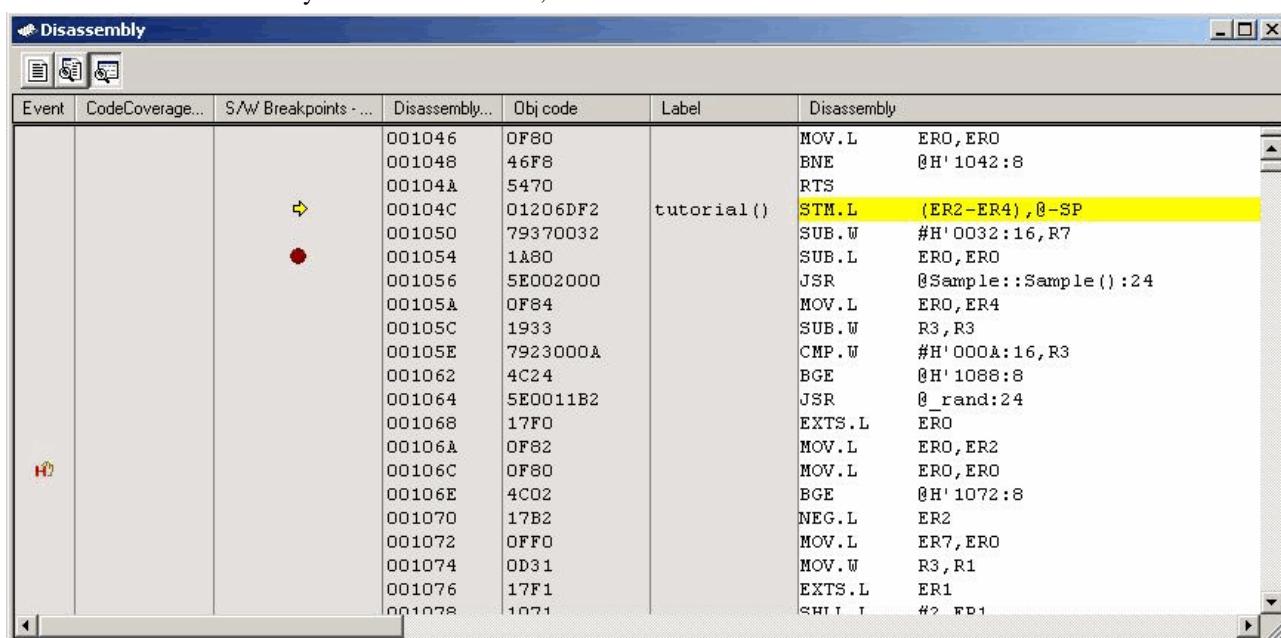 Disassembly
Event CodeCoverage... S/W Breakpoints - ... Disassembly... Obj code Label Disassembly
001046 0F80 MOV.L ER0,ER0
001048 46F8 BNE @H'1042:8
00104A 5470 RTS
00104C 01206DF2 tutorial() STM.L (ER2-ER4),@-SP
001050 79370032 SUB.W #H'0032:16,R7
001054 1A80 SUB.L ER0,ER0
001056 5E002000 JSR @Sample::Sample():24
00105A 0F84 MOV.L ER0,ER4
00105C 1933 SUB.W R3,R3
00105E 7923000A CMP.W #H'000A:16,R3
001062 4C24 BGE @H'1088:8
001064 5E0011B2 JSR @_rand:24
001068 17F0 EXTS.L ER0
00106A 0F82 MOV.L ER0,ER2
H 00106C 0F80 MOV.L ER0,ER0
00106E 4C02 BGE @H'1072:8
001070 17B2 NEG.L ER2
001072 0FF0 MOV.L ER7,ER0
001074 0D31 MOV.W R3,R1
001076 17F1 EXTS.L ER1
001078 1071 SHLL.L #2,ER1